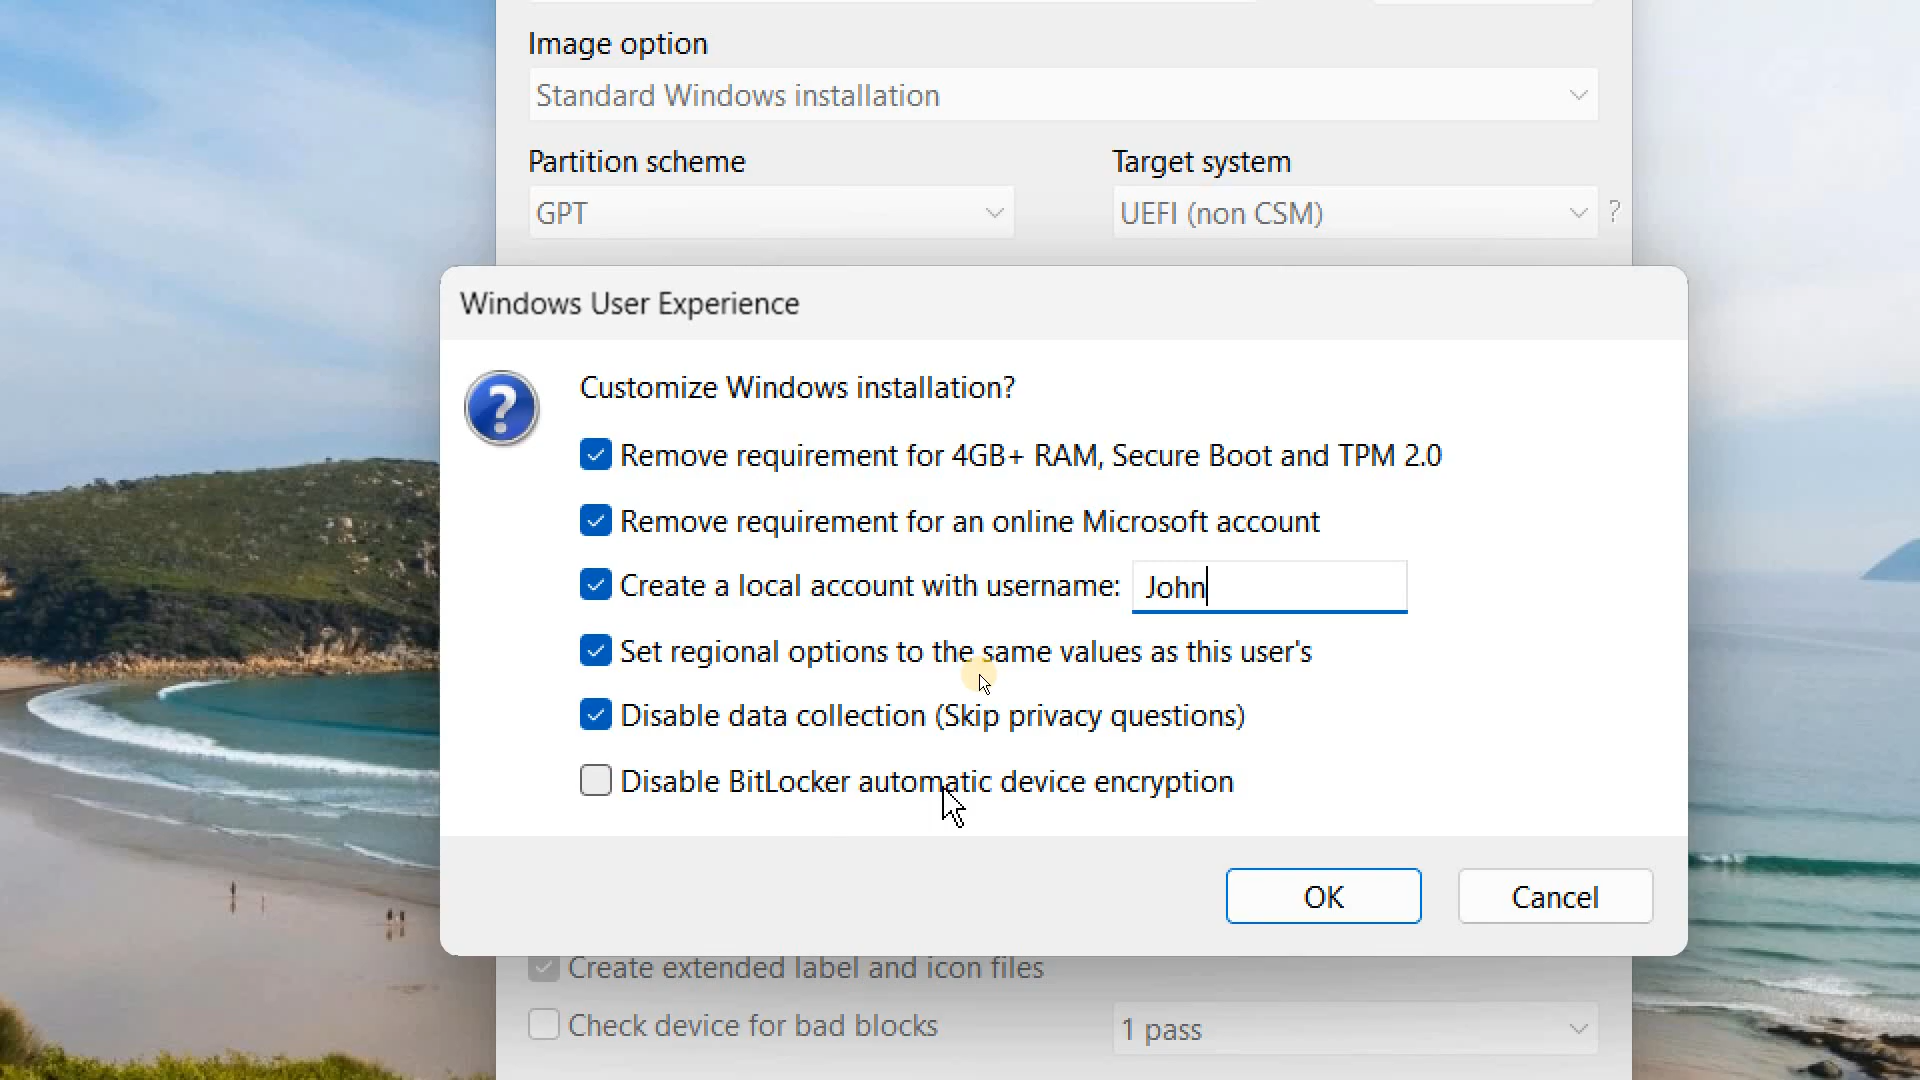 Image option
Standard Windows installation
Partition scheme
Target system
GPT
UEFI (non CSM)
?
Windows User Experience
?
Customize Windows installation?
Remove requirement for 4GB+ RAM, Secure Boot and TPM 2.0
Remove requirement for an online Microsoft account
Create a local account with username: John
Set regional options to the same values as this user's
Disable data collection (Skip privacy questions)
Disable BitLocker automatic device encryption
OK
Cancel
Create extended label and icon files
Check device for bad blocks
1 pass